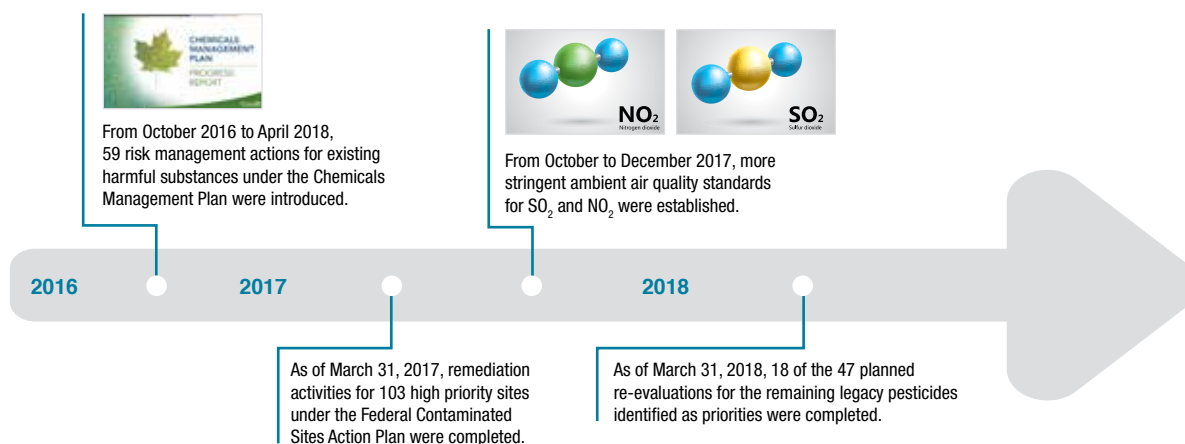 CHEMICALS
MANAGEMENT
PLAN
PROGRESS
REPORT
From October 2016 to April 2018,
59 risk management actions for existing
harmful substances under the Chemicals
Management Plan were introduced.
NO₂
Nitrogen dioxide
SO₂
Sulfur dioxide
From October to December 2017, more
stringent ambient air quality standards
for SO₂ and NO₂ were established.
2016
2017
2018
As of March 31, 2017, remediation
activities for 103 high priority sites
under the Federal Contaminated
Sites Action Plan were completed.
As of March 31, 2018, 18 of the 47 planned
re-evaluations for the remaining legacy pesticides
identified as priorities were completed.